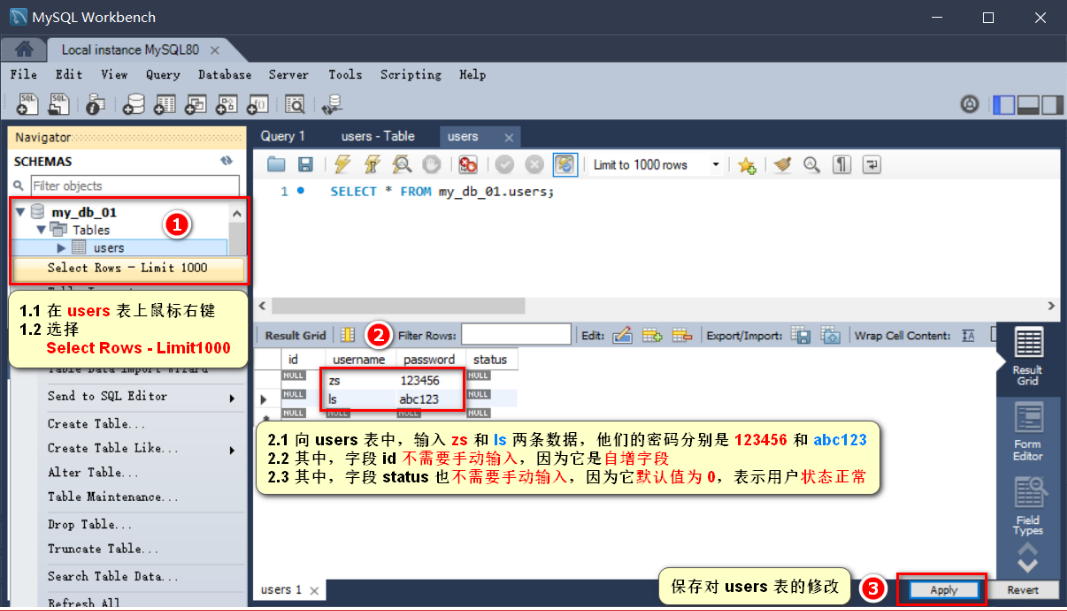 MySQL Workbench
Local instance MySQL80
File Edit View Query Database Server Tools Scripting Help
Navigator
SCHEMAS
Filter objects
my_db_01
Tables
users
Select Rows - Limit 1000
1
1.1 在 users 表上鼠标右键
1.2 选择
Select Rows - Limit1000
Table Data Import Wizard
Send to SQL Editor
Create Table...
Create Table Like...
Alter Table...
Table Maintenance...
Drop Table...
Truncate Table...
Search Table Data...
Refresh All
Query 1 users - Table users
Limit to 1000 rows
1 SELECT * FROM my_db_01.users;
Result Grid 2 Filter Rows: Edit: Export/Import: Wrap Cell Content: IA
id username password status
NULL zs 123456 NULL
NULL ls abc123 NULL
NULL NULL NULL NULL
2.1 向 users 表中，输入 zs 和 ls 两条数据，他们的密码分别是 123456 和 abc123
2.2 其中，字段 id 不需要手动输入，因为它是自增字段
2.3 其中，字段 status 也不需要手动输入，因为它默认值为 0，表示用户状态正常
Result
Grid
Form
Editor
Field
Types
users 1
保存对 users 表的修改
3
Apply
Revert